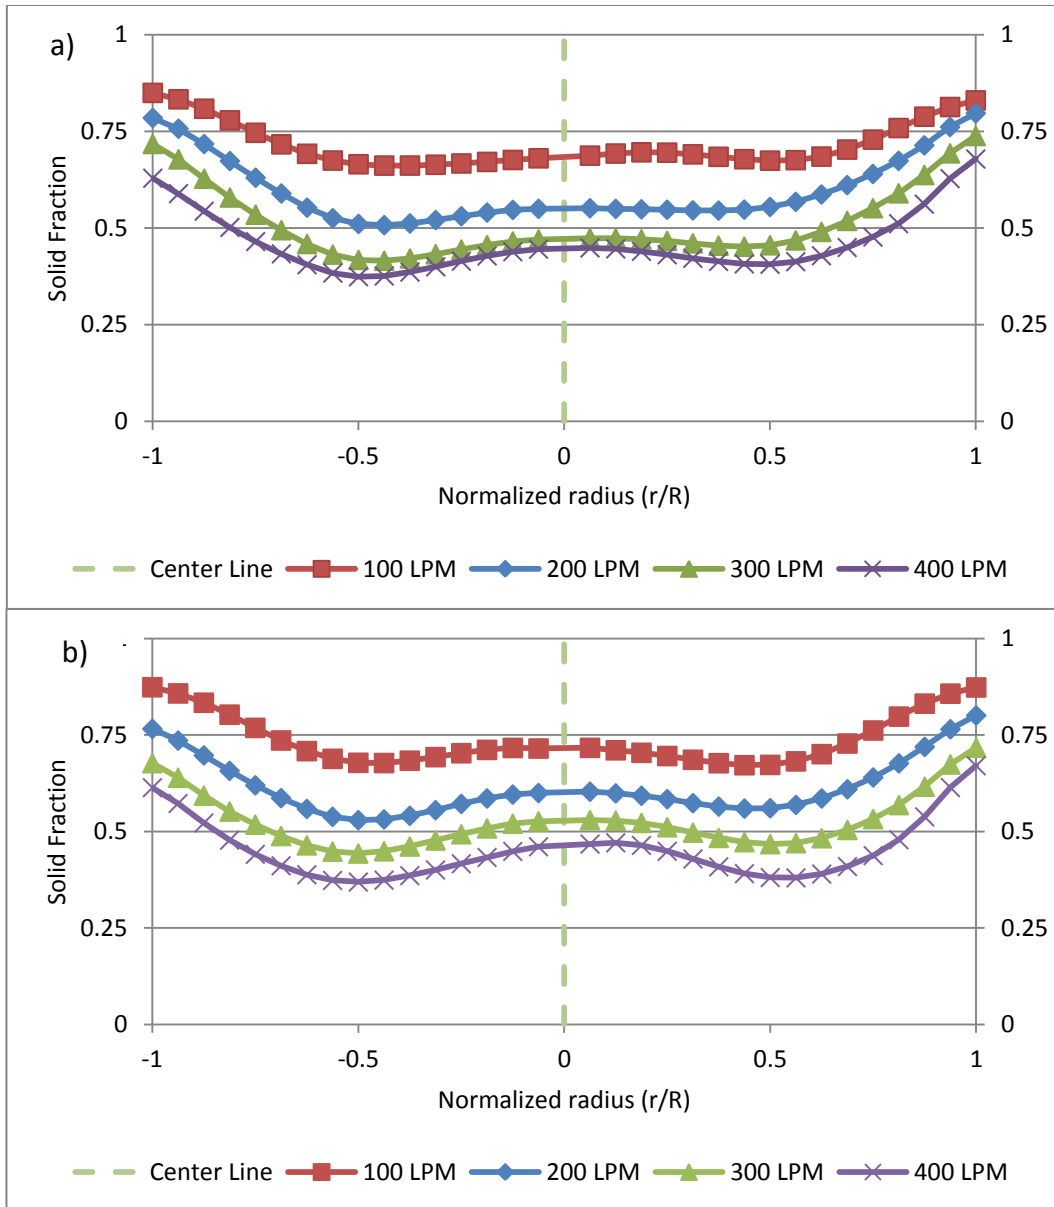 a)
1 1
0.75 0.75
0.5 0.5
0.25 0.25
0 0
Solid Fraction
-1 -0.5 0 0.5 1
Normalized radius (r/R)
Center Line 100 LPM 200 LPM 300 LPM 400 LPM
b)
1
0.75 0.75
0.5 0.5
0.25 0.25
0 0
Solid Fraction
-1 -0.5 0 0.5 1
Normalized radius (r/R)
Center Line 100 LPM 200 LPM 300 LPM 400 LPM